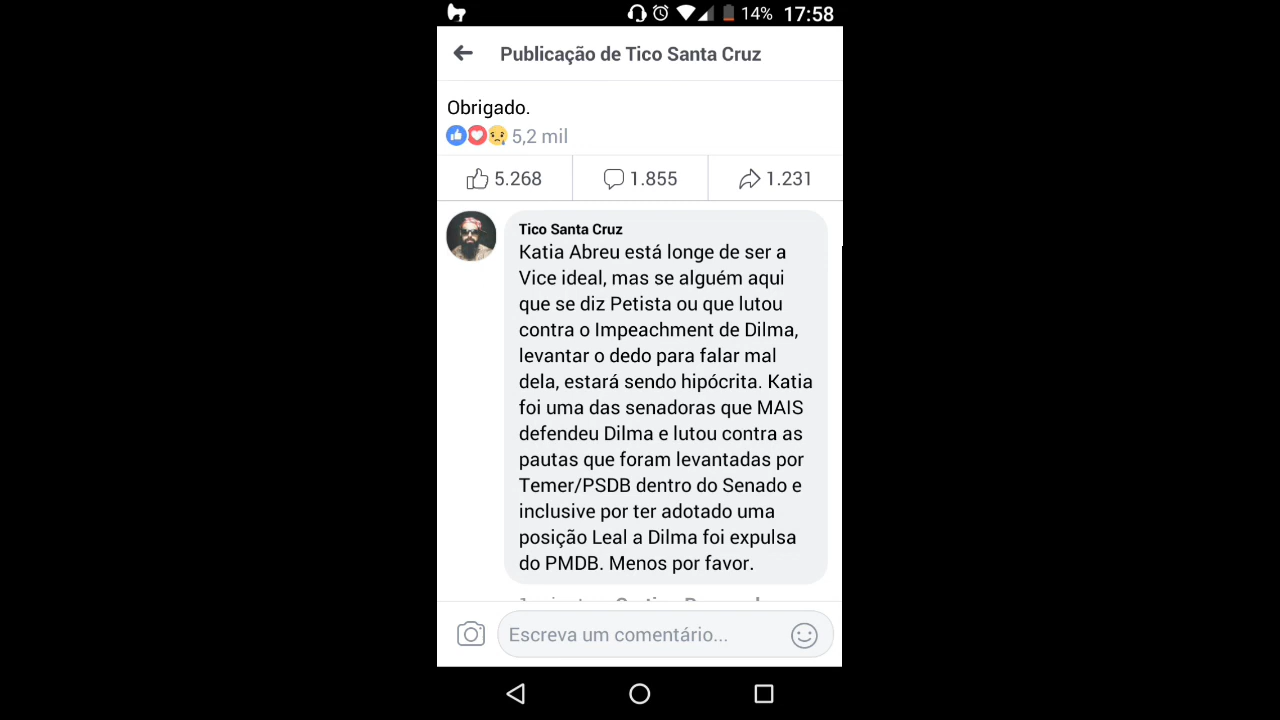 14% 17:58
Publicação de Tico Santa Cruz
Obrigado.
5,2 mil
5.268 1.855 1.231
Tico Santa Cruz
Katia Abreu está longe de ser a
Vice ideal, mas se alguém aqui
que se diz Petista ou que lutou
contra o Impeachment de Dilma,
levantar o dedo para falar mal
dela, estará sendo hipócrita. Katia
foi uma das senadoras que MAIS
defendeu Dilma e lutou contra as
pautas que foram levantadas por
Temer/PSDB dentro do Senado e
inclusive por ter adotado uma
posição Leal a Dilma foi expulsa
do PMDB. Menos por favor.
Escreva um comentário...